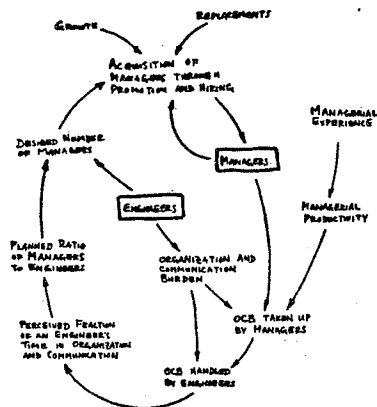 GROWTH
REPLACEMENTS
ACQUISITION OF
MANAGERS THROUGH
PROMOTION AND HIRING
DESIRED NUMBER
OF MANAGERS
MANAGERS
MANAGERIAL
EXPERIENCE
ENGINEERS
MANAGERIAL
PRODUCTIVITY
PLANNED RATIO
OF MANAGERS
TO ENGINEERS
ORGANIZATION AND
COMMUNICATION
BURDEN
OCB TAKEN UP
BY MANAGERS
PERCEIVED FRACTION
OF AN ENGINEER'S
TIME IN ORGANIZATION
AND COMMUNICATION
OCB HANDLED
BY ENGINEERS